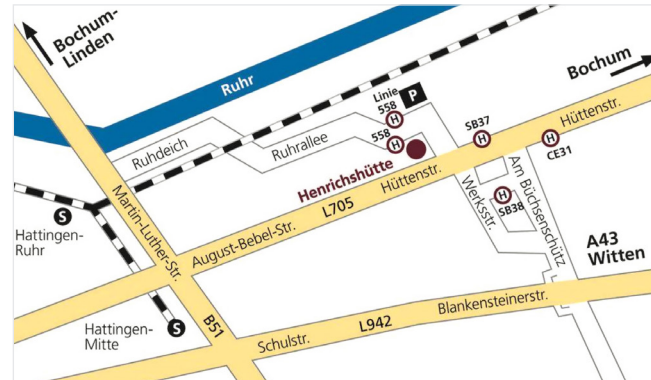 Bochum-
Linden
Ruhr
Bochum
Linie
558
P
H
558
H
SB37
H
Hüttenstr.
H
CE31
Ruhdeich
Ruhrallee
Henrichshütte
Hüttenstr.
L705
August-Bebel-Str.
Werksstr.
H
SB38
Am Büchsenschütz
A43
Witten
Martin-Luther-Str.
S
Hattingen-
Ruhr
Hattingen-
Mitte
S
B51
Schulstr.
L942
Blankensteinerstr.